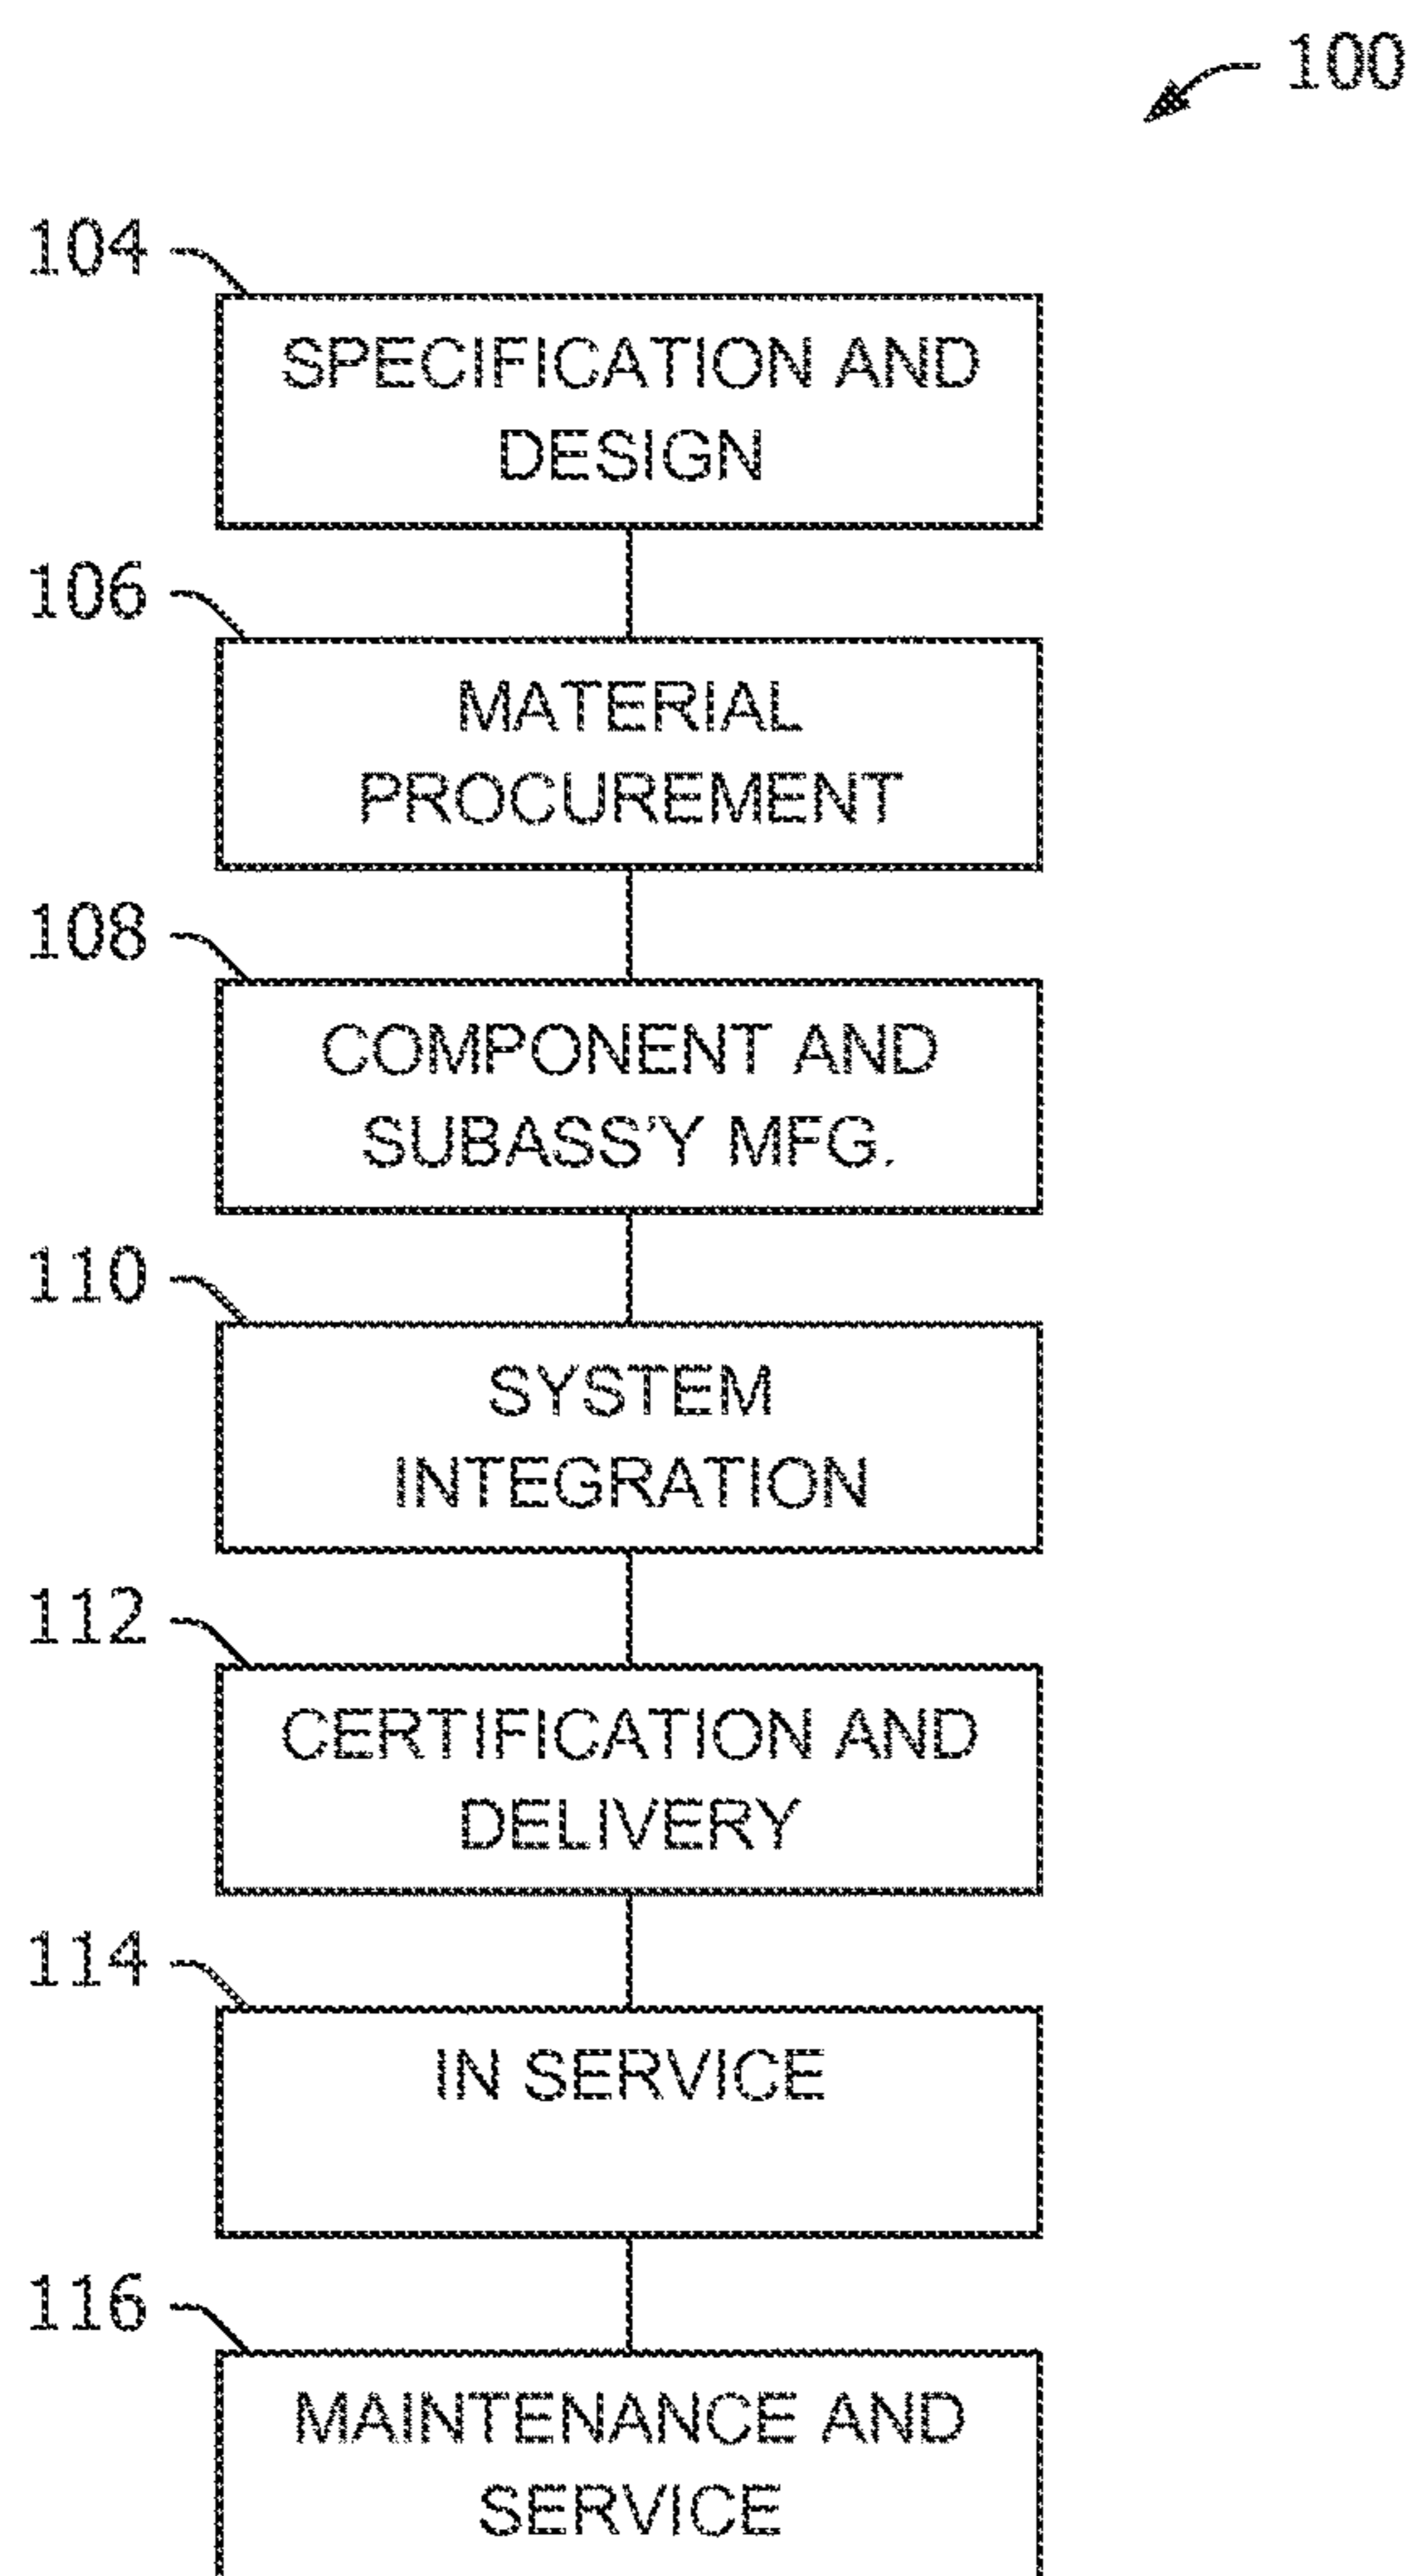 100
104
SPECIFICATION AND
DESIGN
106
MATERIAL
PROCUREMENT
108
COMPONENT AND
SUBASS’Y MFG.
110
SYSTEM
INTEGRATION
112
CERTIFICATION AND
DELIVERY
114
IN SERVICE
116
MAINTENANCE AND
SERVICE